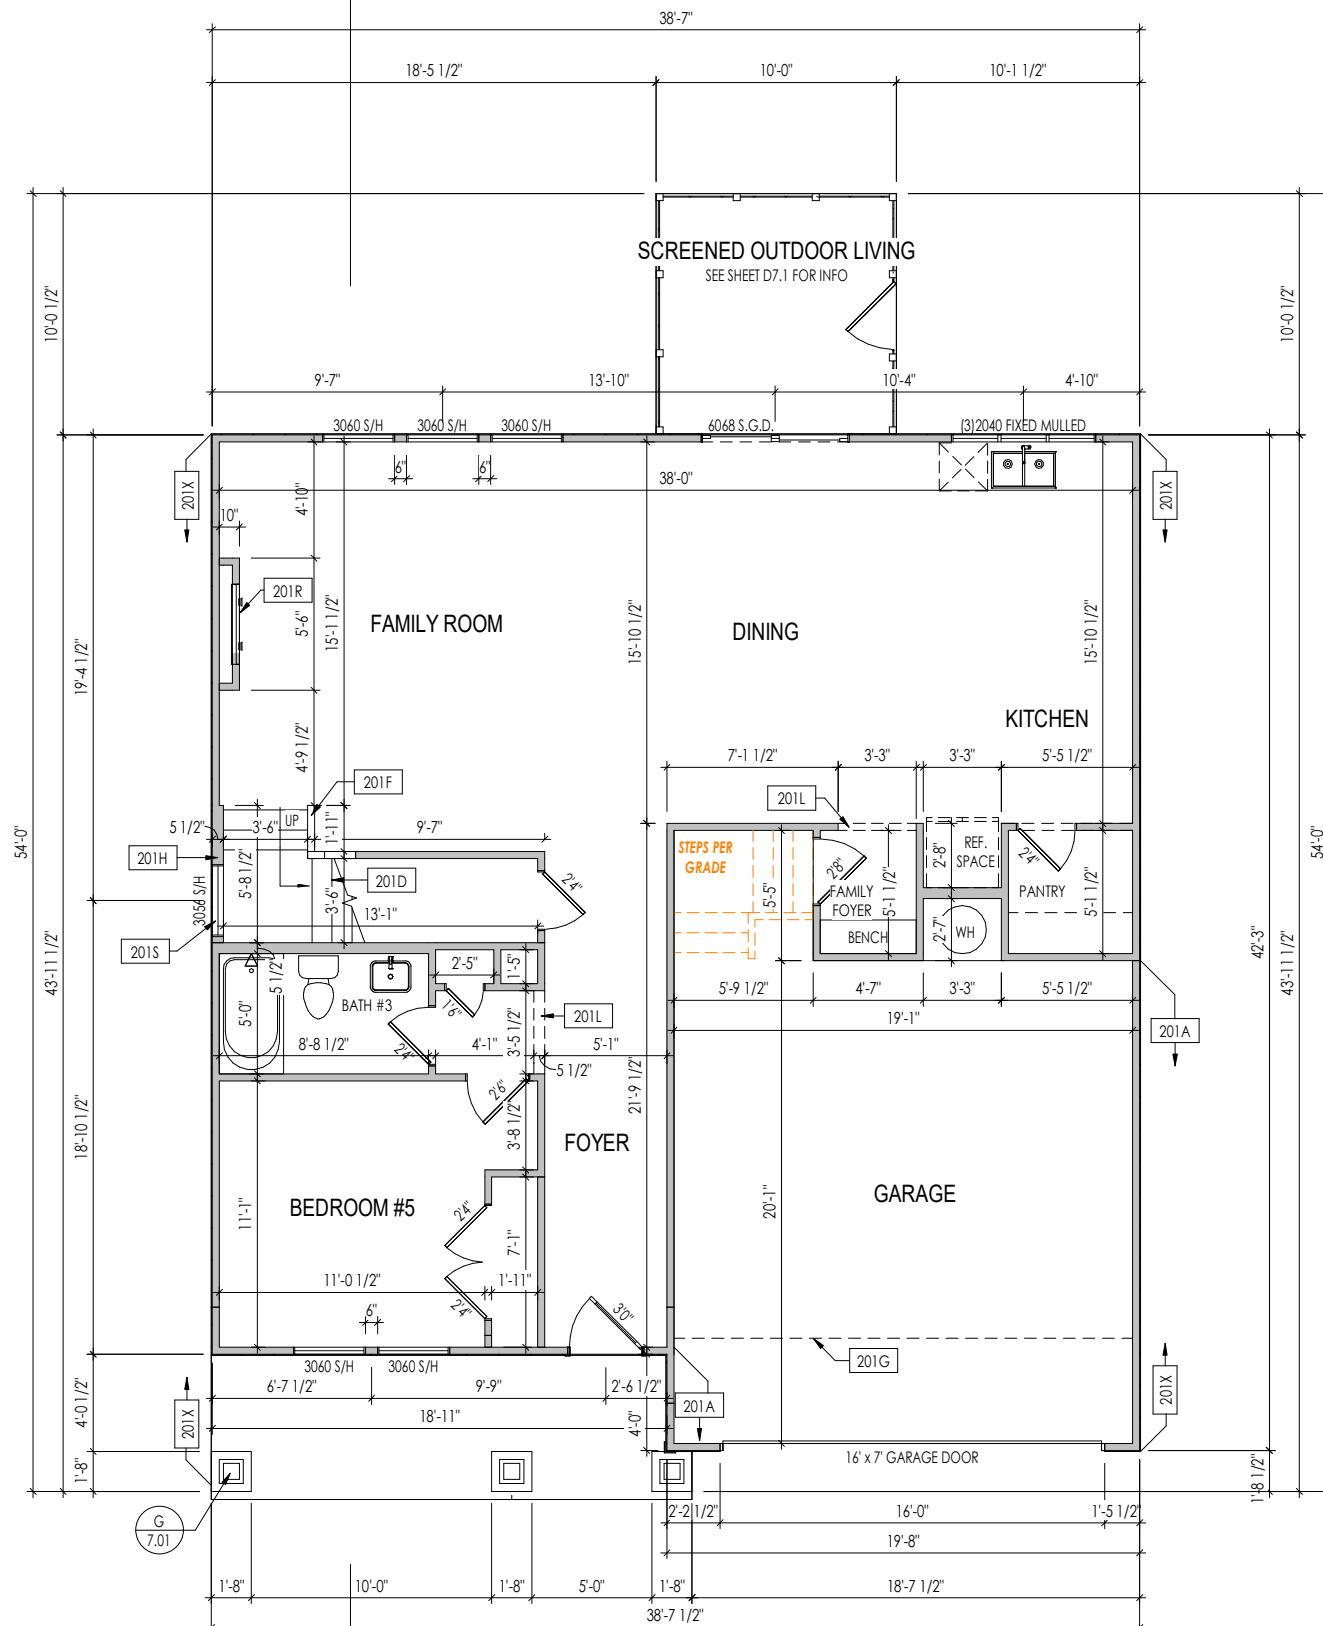 38'-7"
18'-5 1/2"
10'-0"
10'-1 1/2"
SCREENED OUTDOOR LIVING
SEE SHEET D7.1 FOR INFO
10'-0 1/2"
10'-0 1/2"
9'-7"
13'-10"
10'-4"
4'-10"
3060 S/H
3060 S/H
3060 S/H
6068 S.G.D.
(3)2040 FIXED MULLED
6"
6"
38'-0"
201X
201X
4'-10"
10"
201R
5'-6"
15'-1 1/2"
FAMILY ROOM
DINING
15'-10 1/2"
15'-10 1/2"
19'-4 1/2"
KITCHEN
4'-9 1/2"
7'-1 1/2"
3'-3"
3'-3"
5'-5 1/2"
201F
201L
54'-0"
54'-0"
5 1/2"
3'-6"
UP
1'-11"
9'-7"
201H
STEPS PER
GRADE
2'8"
2'-8"
REF.
SPACE
2'4"
5'-8 1/2"
201D
3'-6"
2'4"
3056 S/H
13'-1"
5'-5"
FAMILY
FOYER
5'-1 1/2"
PANTRY
5'-1 1/2"
201S
BENCH
2'-7"
WH
42'-3"
43'-11 1/2"
43'-11 1/2"
5 1/2"
2'-5"
1'-5"
5'-0"
BATH #3
1'6"
201L
5'-9 1/2"
4'-7"
3'-3"
5'-5 1/2"
19'-1"
201A
8'-8 1/2"
2'4"
4'-1"
3'-5 1/2"
5'-1"
5 1/2"
2'6"
21'-9 1/2"
3'-8 1/2"
18'-10 1/2"
FOYER
GARAGE
BEDROOM #5
11'-1"
2'4"
7'-1"
20'-1"
11'-0 1/2"
1'-11"
6"
2'4"
3'0"
201G
3060 S/H
3060 S/H
6'-7 1/2"
9'-9"
2'-6 1/2"
201X
201X
201A
4'-0 1/2"
18'-11"
4'-0"
16' x 7' GARAGE DOOR
1'-8"
1'-8 1/2"
G
7.01
2'-2 1/2"
16'-0"
1'-5 1/2"
19'-8"
1'-8"
10'-0"
1'-8"
5'-0"
1'-8"
18'-7 1/2"
38'-7 1/2"